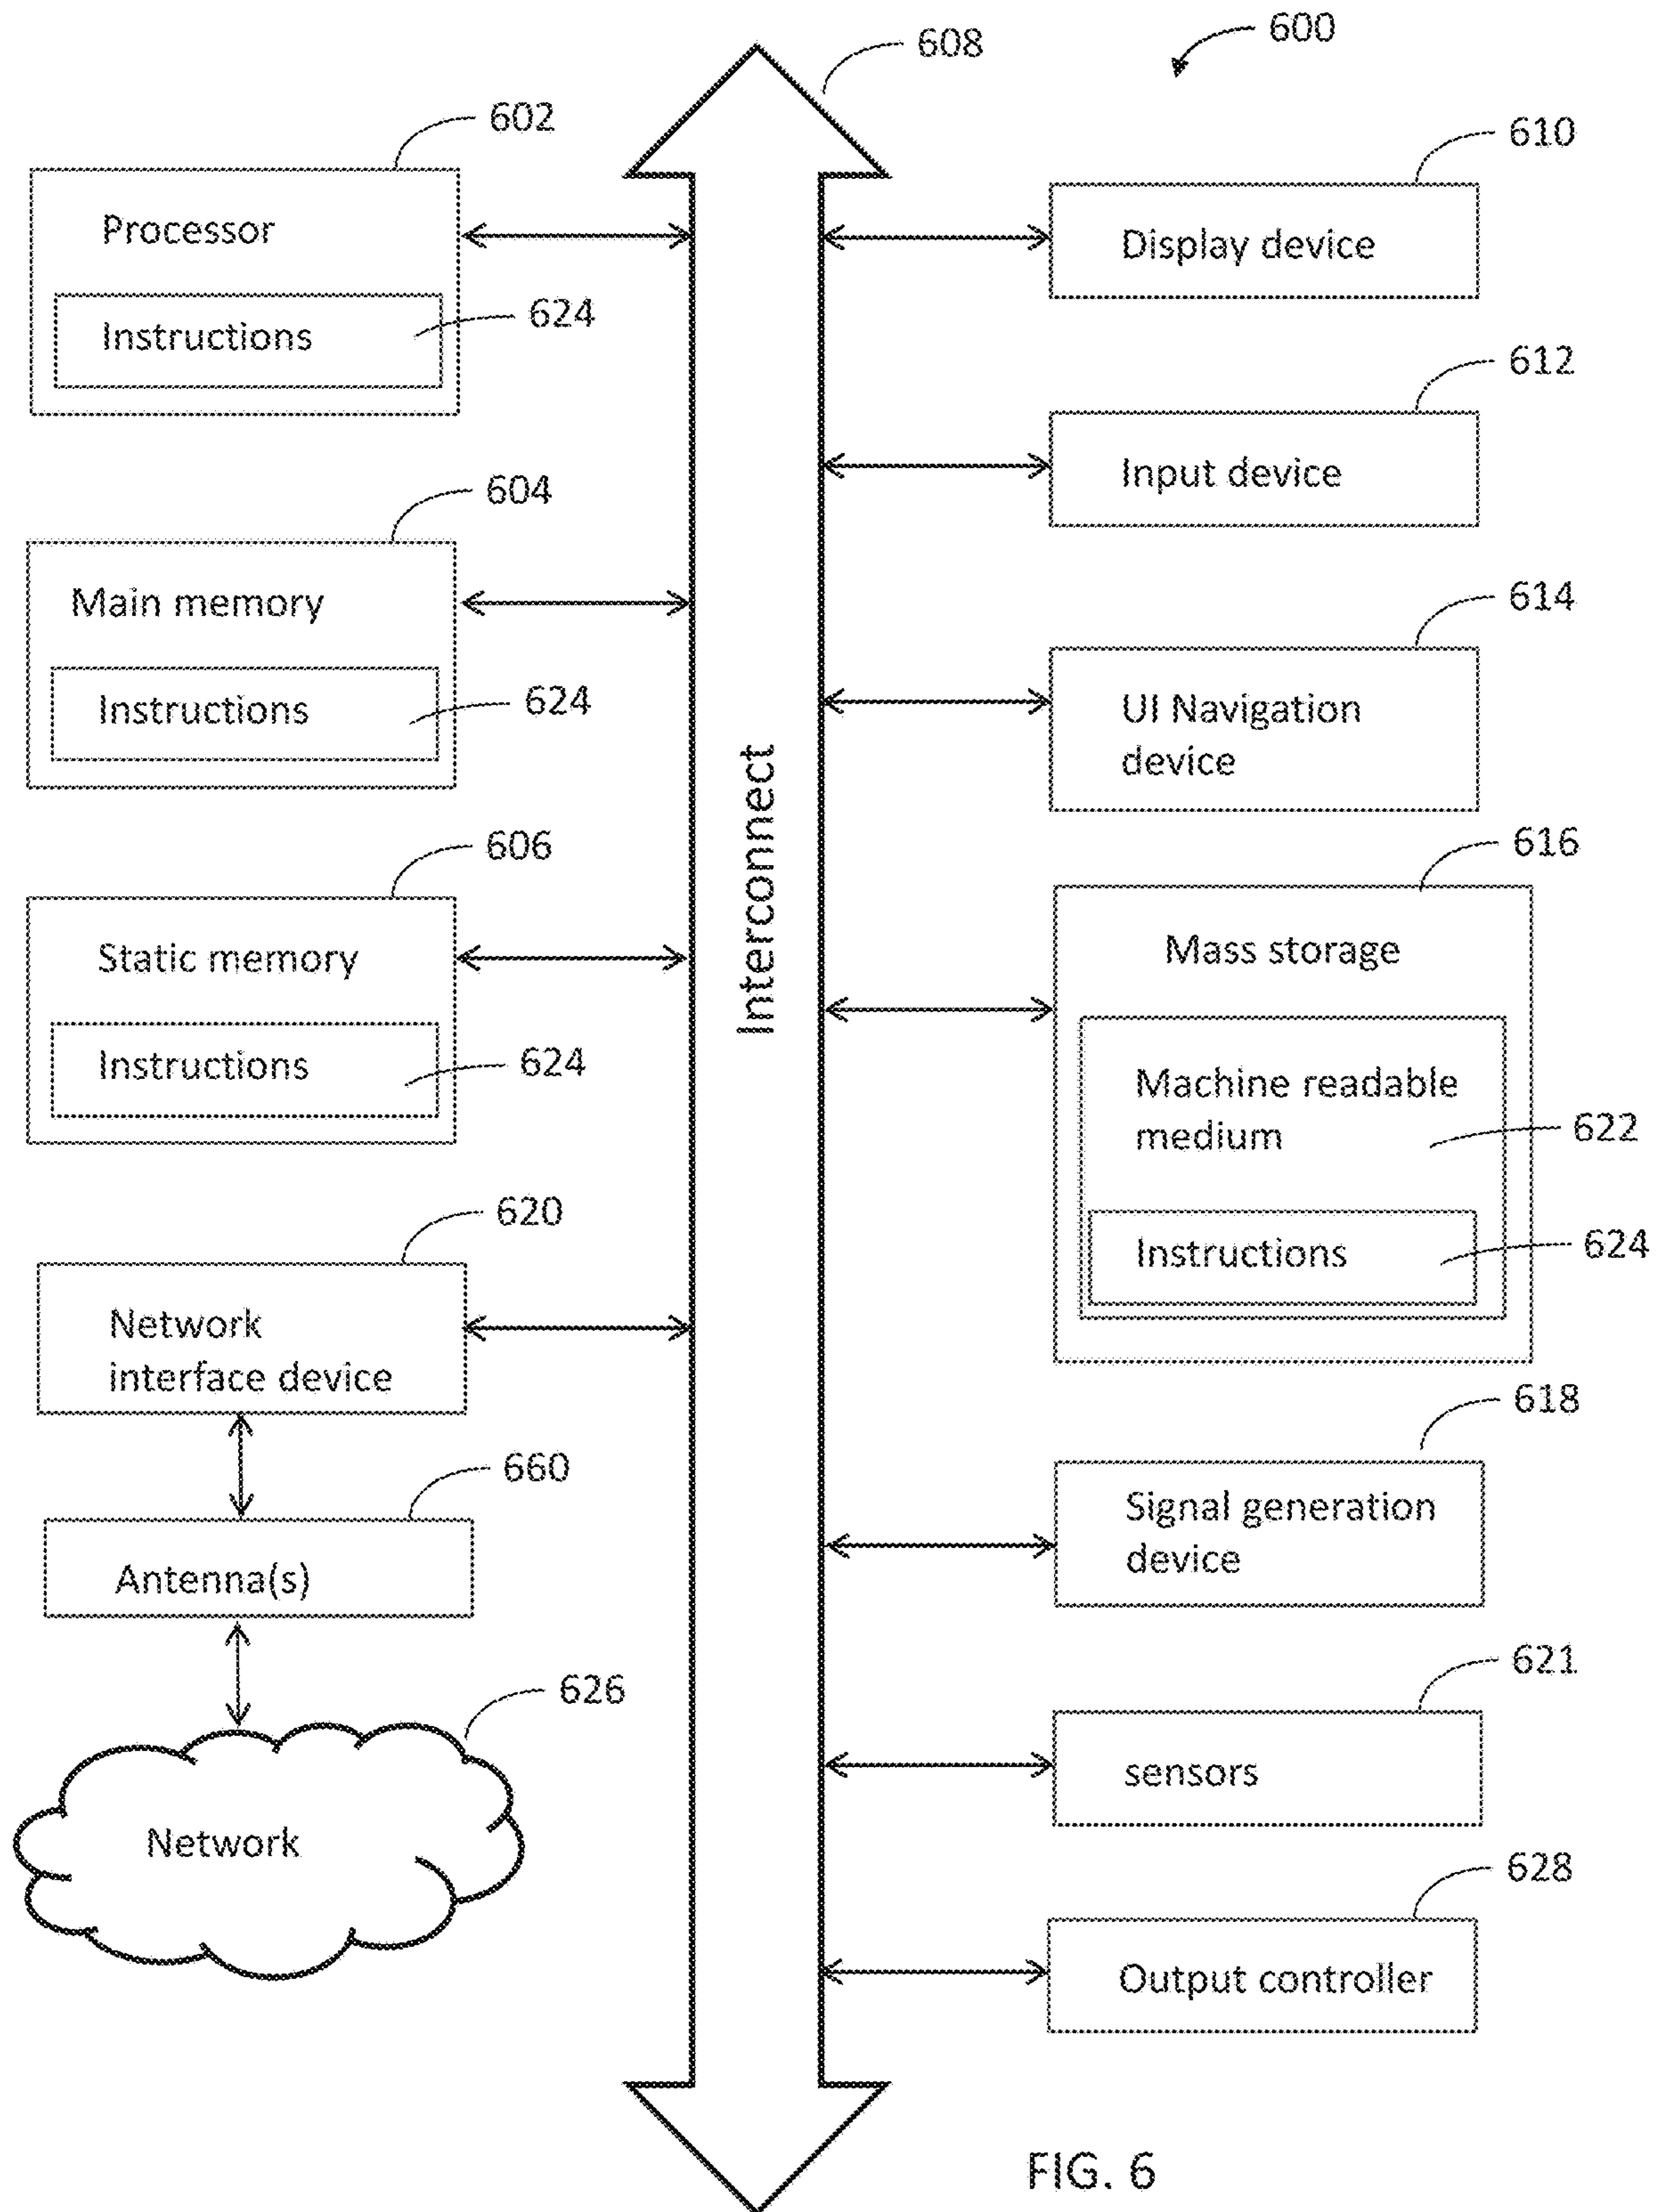 600
608
602
Processor
Instructions
624
604
Main memory
Instructions
624
606
Static memory
Instructions
624
620
Network
interface device
660
Antenna(s)
626
Network
Interconnect
610
Display device
612
Input device
614
UI Navigation
device
616
Mass storage
Machine readable
medium
622
Instructions
624
618
Signal generation
device
621
sensors
628
Output controller
FIG. 6